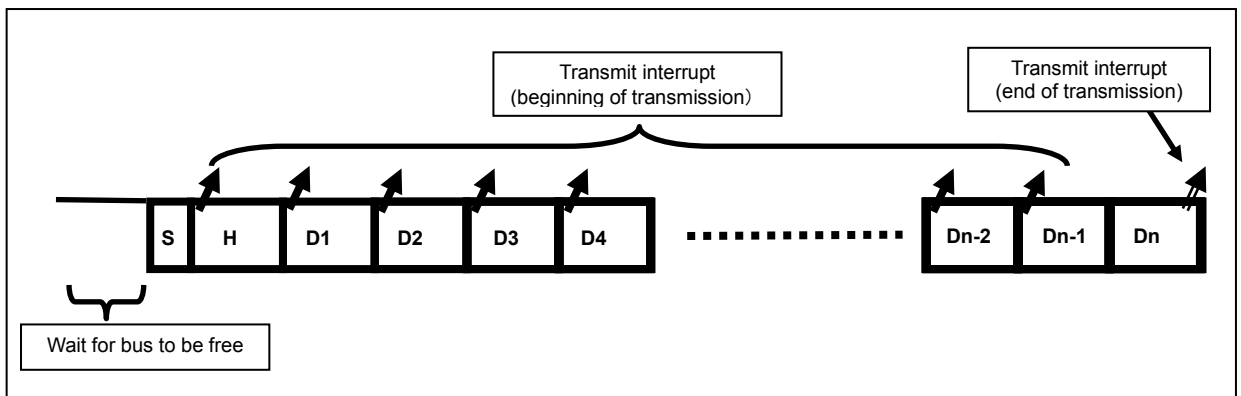 Transmit interrupt
(beginning of transmission）
Transmit interrupt
(end of transmission)
S H D1 D2 D3 D4 Dn-2 Dn-1 Dn
Wait for bus to be free